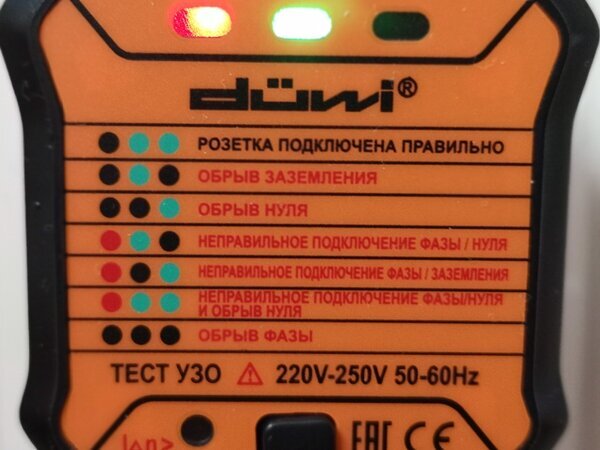 düwi®
РОЗЕТКА ПОДКЛЮЧЕНА ПРАВИЛЬНО
ОБРЫВ ЗАЗЕМЛЕНИЯ
ОБРЫВ НУЛЯ
НЕПРАВИЛЬНОЕ ПОДКЛЮЧЕНИЕ ФАЗЫ / НУЛЯ
НЕПРАВИЛЬНОЕ ПОДКЛЮЧЕНИЕ ФАЗЫ / ЗАЗЕМЛЕНИЯ
НЕПРАВИЛЬНОЕ ПОДКЛЮЧЕНИЕ ФАЗЫ/НУЛЯ
И ОБРЫВ НУЛЯ
ОБРЫВ ФАЗЫ
ТЕСТ УЗО ⚠ 220V-250V 50-60Hz
EAC CE